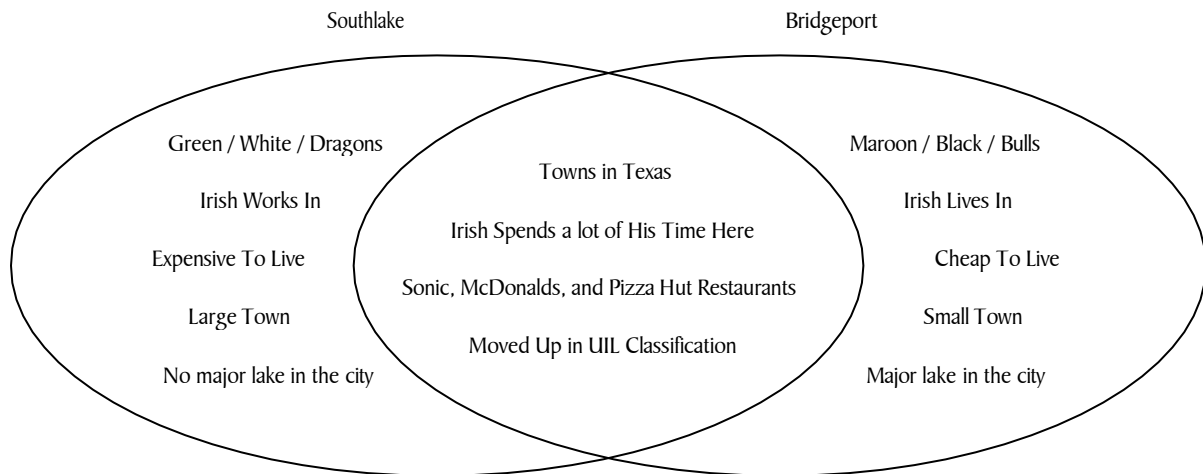 Southlake
Bridgeport
Green / White / Dragons
Irish Works In
Expensive To Live
Large Town
No major lake in the city
Towns in Texas
Irish Spends a lot of His Time Here
Sonic, McDonalds, and Pizza Hut Restaurants
Moved Up in UIL Classification
Maroon / Black / Bulls
Irish Lives In
Cheap To Live
Small Town
Major lake in the city